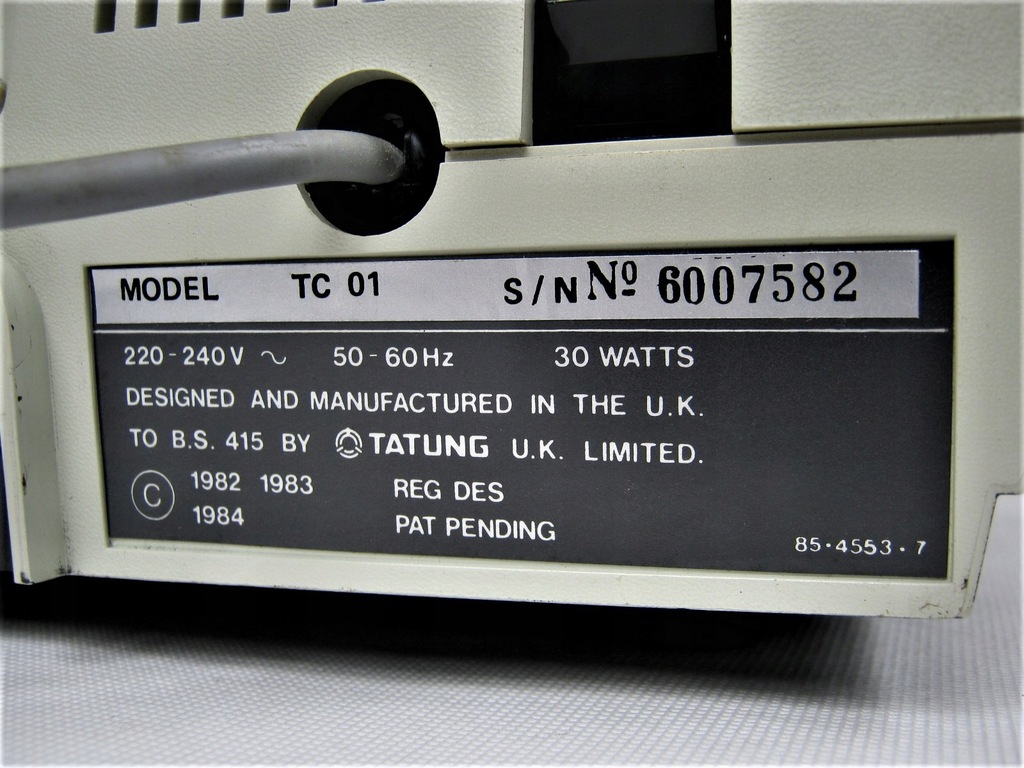 MODEL TC 01 S/N Nº 6007582
220-240V ~ 50-60Hz 30 WATTS
DESIGNED AND MANUFACTURED IN THE U.K.
TO B.S. 415 BY TATUNG U.K. LIMITED.
© 1982 1983 REG DES
1984 PAT PENDING
85·4553·7